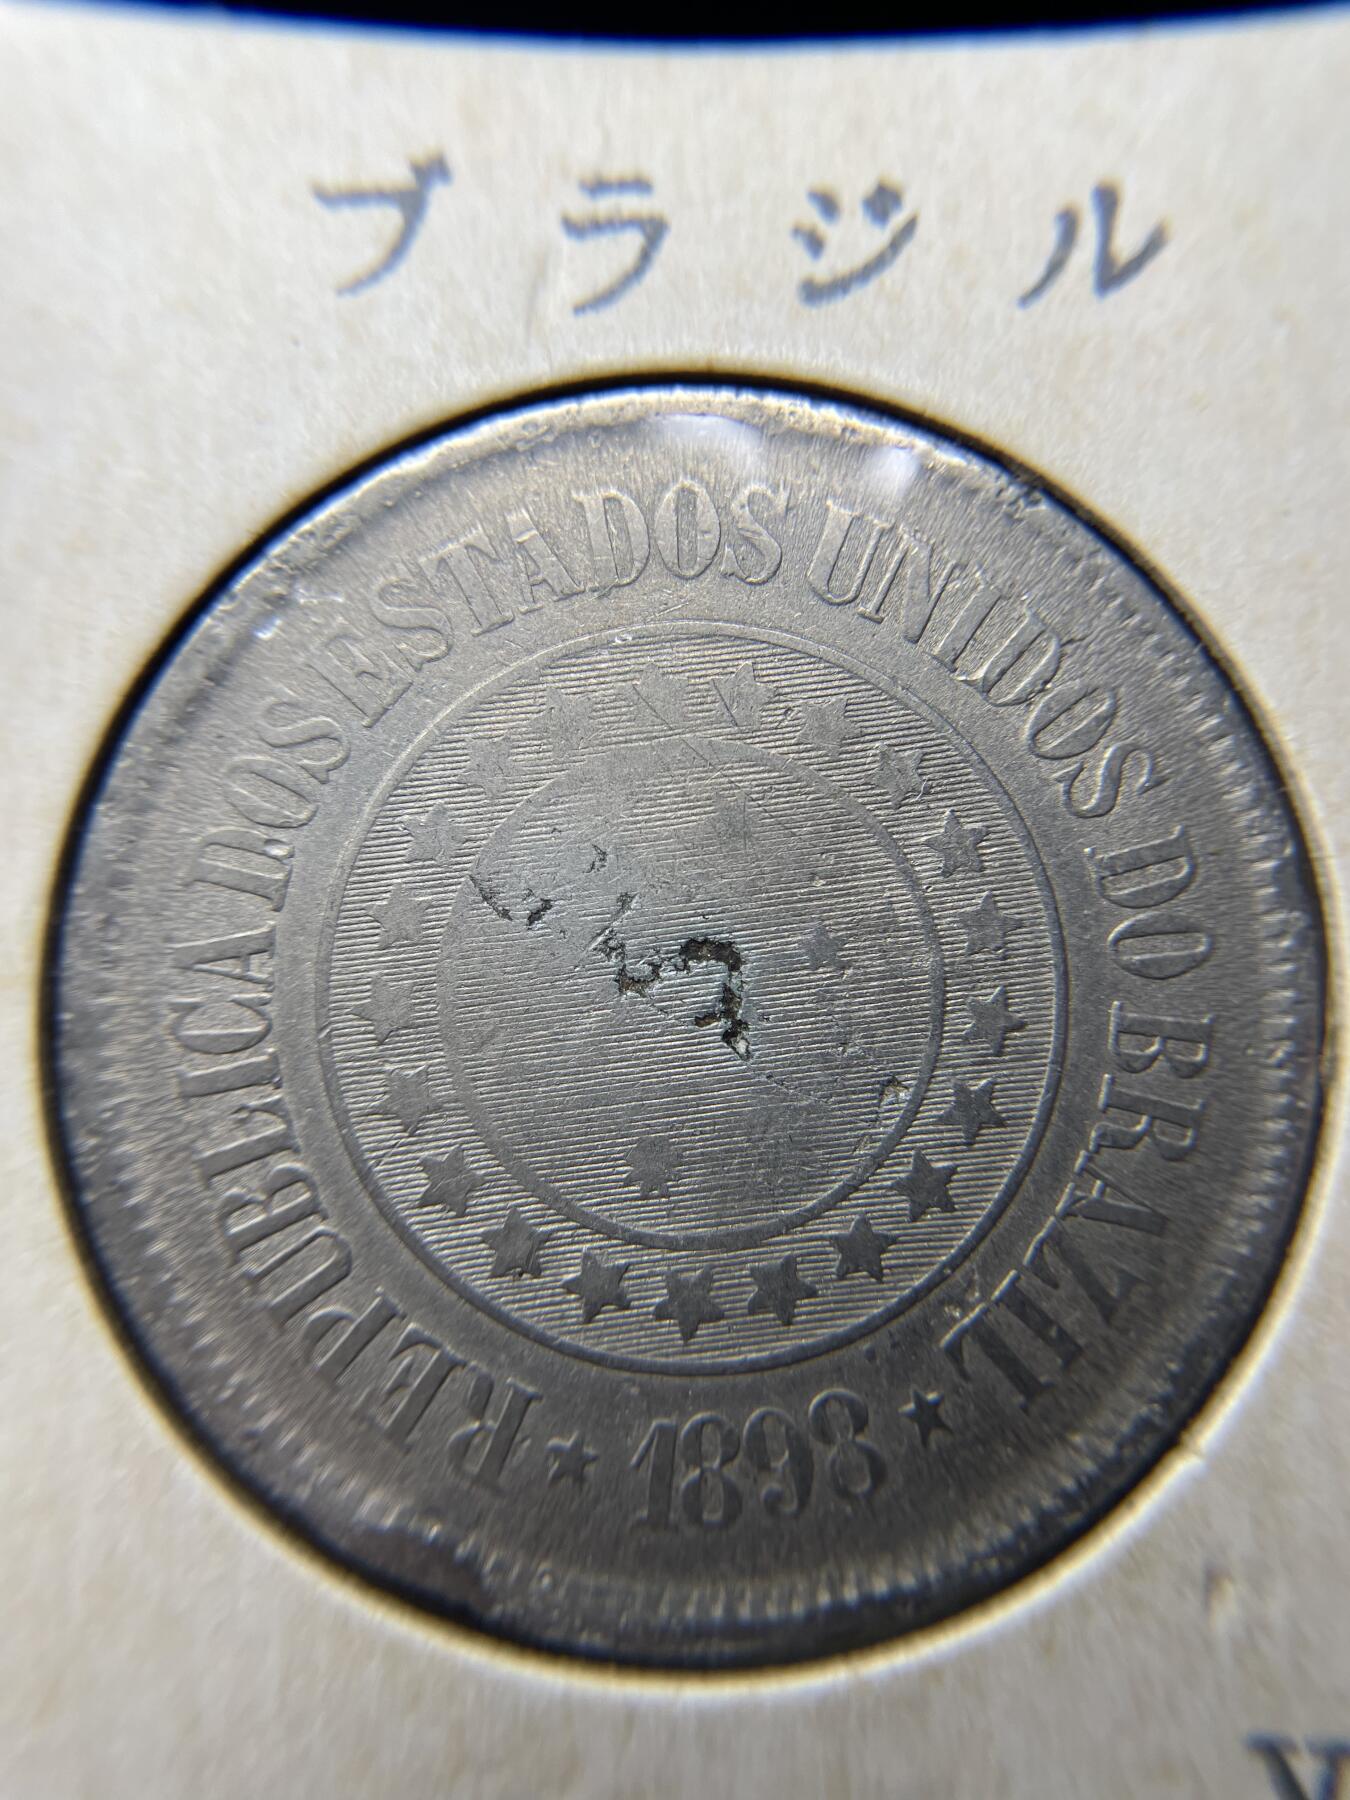 ブラジル
REPUBLICA DOS ESTADOS UNIDOS DO BRAZIL
★ 1898 ★